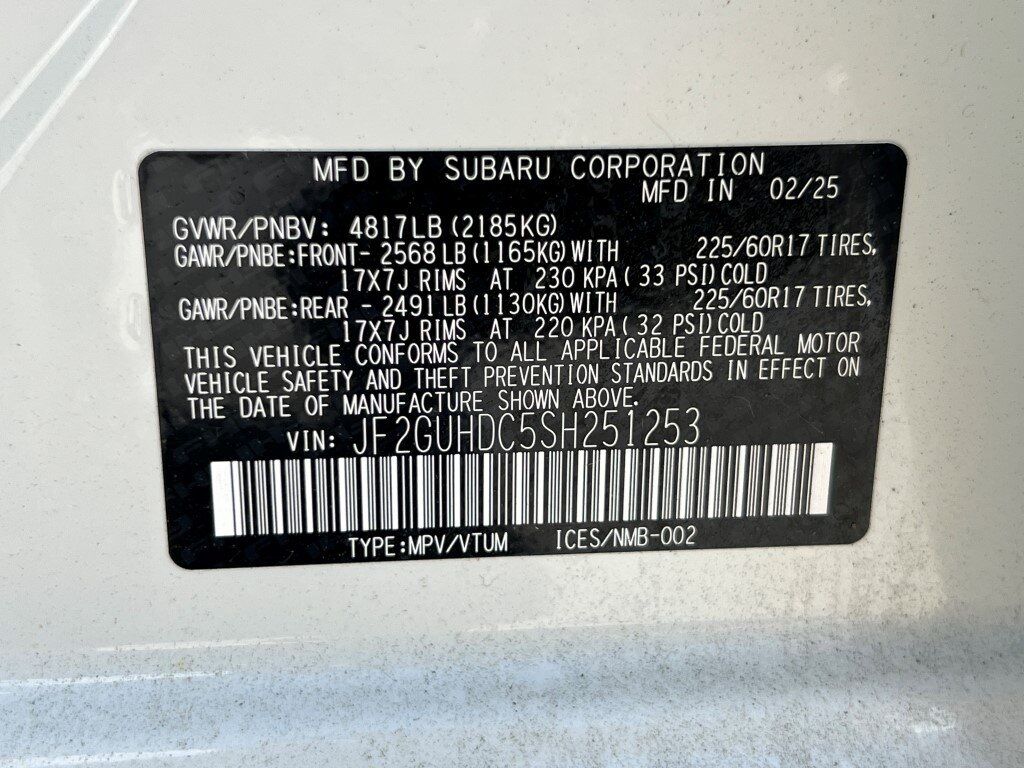 MFD BY SUBARU CORPORATION
MFD IN 02/25
GVWR/PNBV: 4817LB (2185KG)
GAWR/PNBE:FRONT- 2568 LB (1165KG) WITH 225/60R17 TIRES,
17X7J RIMS AT 230 KPA ( 33 PSI) COLD
GAWR/PNBE:REAR - 2491 LB (1130KG) WITH 225/60R17 TIRES,
17X7J RIMS AT 220 KPA ( 32 PSI) COLD
THIS VEHICLE CONFORMS TO ALL APPLICABLE FEDERAL MOTOR
VEHICLE SAFETY AND THEFT PREVENTION STANDARDS IN EFFECT ON
THE DATE OF MANUFACTURE SHOWN ABOVE.
VIN: JF2GUHDC5SH251253
TYPE:MPV/VTUM ICES/NMB-002